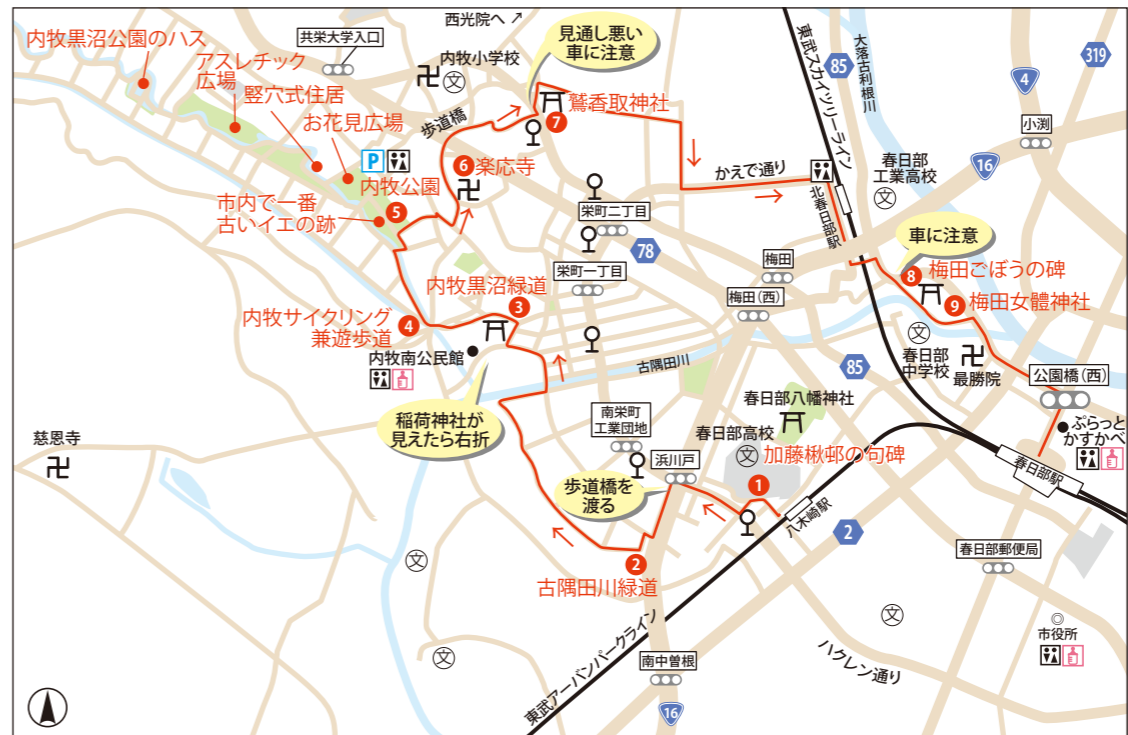 西光院へ↗
内牧黒沼公園のハス
共栄大学入口
見通し悪い
車に注意
東武スカイツリーライン
85
大落古利根川
319
4
アスレチック
広場
内牧小学校
文
竪穴式住居
歩道橋
7
鷲香取神社
小渕
お花見広場
16
P
6
楽応寺
かえで通り
春日部
工業高校
文
内牧公園
北春日部駅
市内で一番
古いイエの跡
5
栄町二丁目
78
車に注意
梅田
8
梅田ごぼうの碑
栄町一丁目
内牧黒沼緑道
3
梅田(西)
9
梅田女體神社
内牧サイクリング
兼遊歩道
4
文
春日部
中学校
最勝院
内牧南公民館
古隅田川
85
公園橋(西)
稲荷神社が
見えたら右折
春日部八幡神社
ぷらっと
かすかべ
南栄町
工業団地
春日部高校
文
加藤楸邨の句碑
慈恩寺
浜川戸
春日部駅
歩道橋を
渡る
1
八木崎駅
2
春日部郵便局
2
古隅田川緑道
文
文
市役所
文
南中曽根
ハクレン通り
東武アーバンパークライン
16